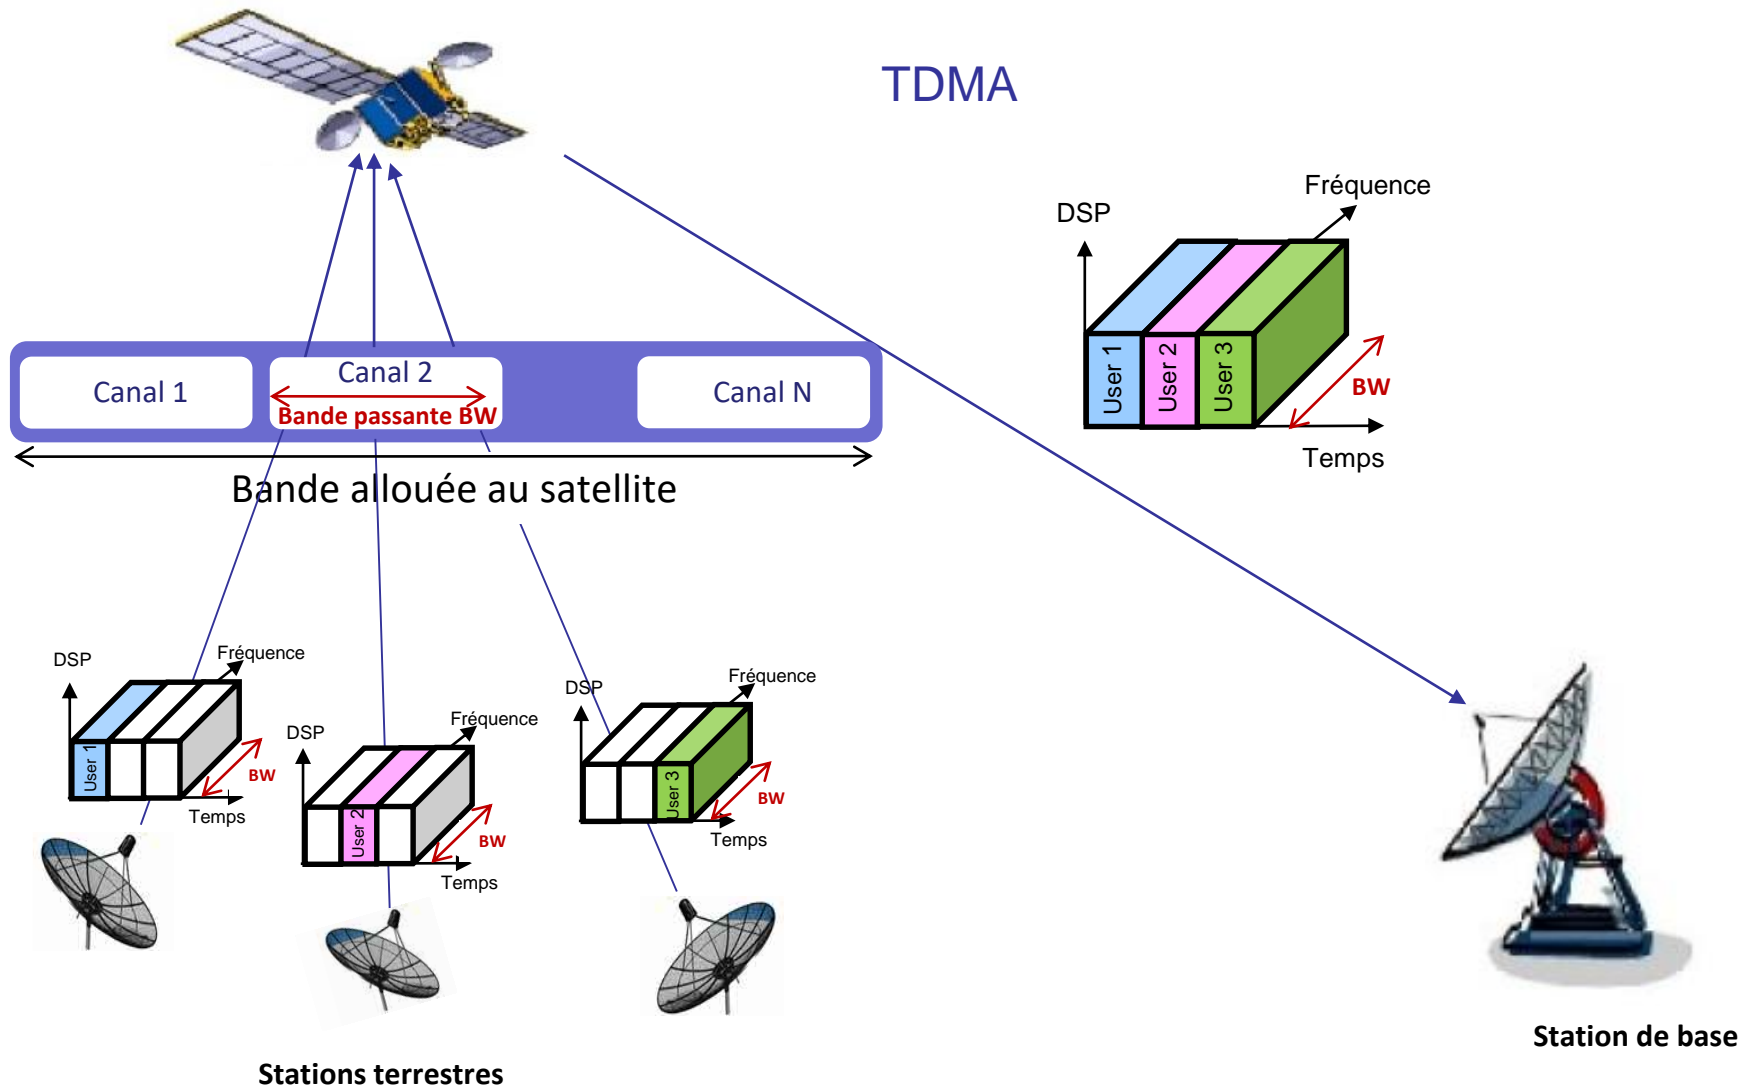 TDMA
Fréquence
DSP
User 1
User 2
User 3
BW
Temps
Canal 1
Canal 2
Canal N
Bande passante BW
Bande allouée au satellite
DSP
Fréquence
User 1
BW
Temps
DSP
Fréquence
User 2
BW
Temps
DSP
Fréquence
User 3
BW
Temps
Station de base
Stations terrestres